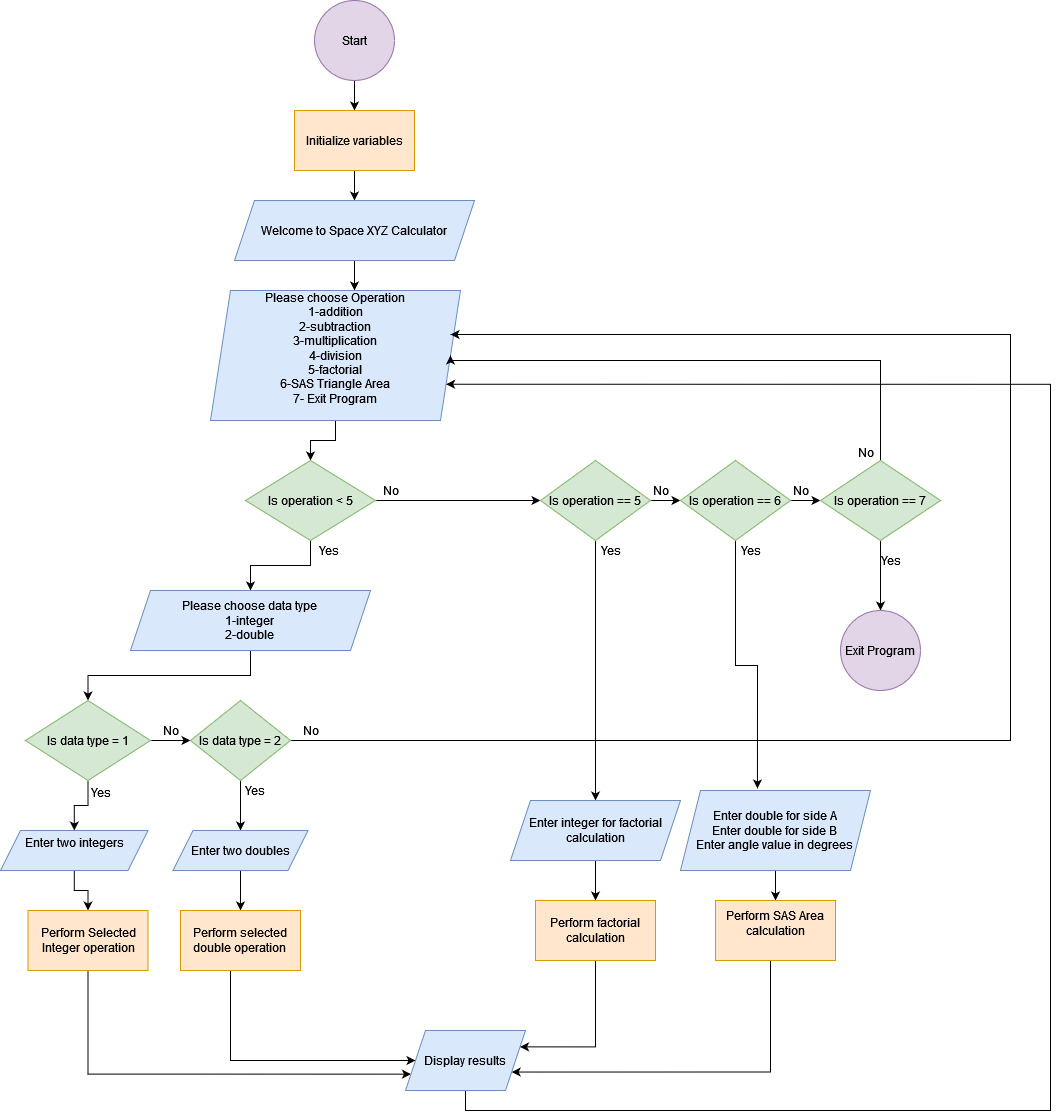 Start
Initialize variables
Welcome to Space XYZ Calculator
Please choose Operation
1-addition
2-subtraction
3-multiplication
4-division
5-factorial
6-SAS Triangle Area
7- Exit Program
Is operation < 5
No
Is operation == 5
No
Is operation == 6
No
Is operation == 7
No
Yes
Yes
Yes
Yes
Please choose data type
1-integer
2-double
Exit Program
Is data type = 1
No
Is data type = 2
No
Yes
Yes
Enter two integers
Enter two doubles
Enter integer for factorial
calculation
Enter double for side A
Enter double for side B
Enter angle value in degrees
Perform Selected
Integer operation
Perform selected
double operation
Perform factorial
calculation
Perform SAS Area
calculation
Display results